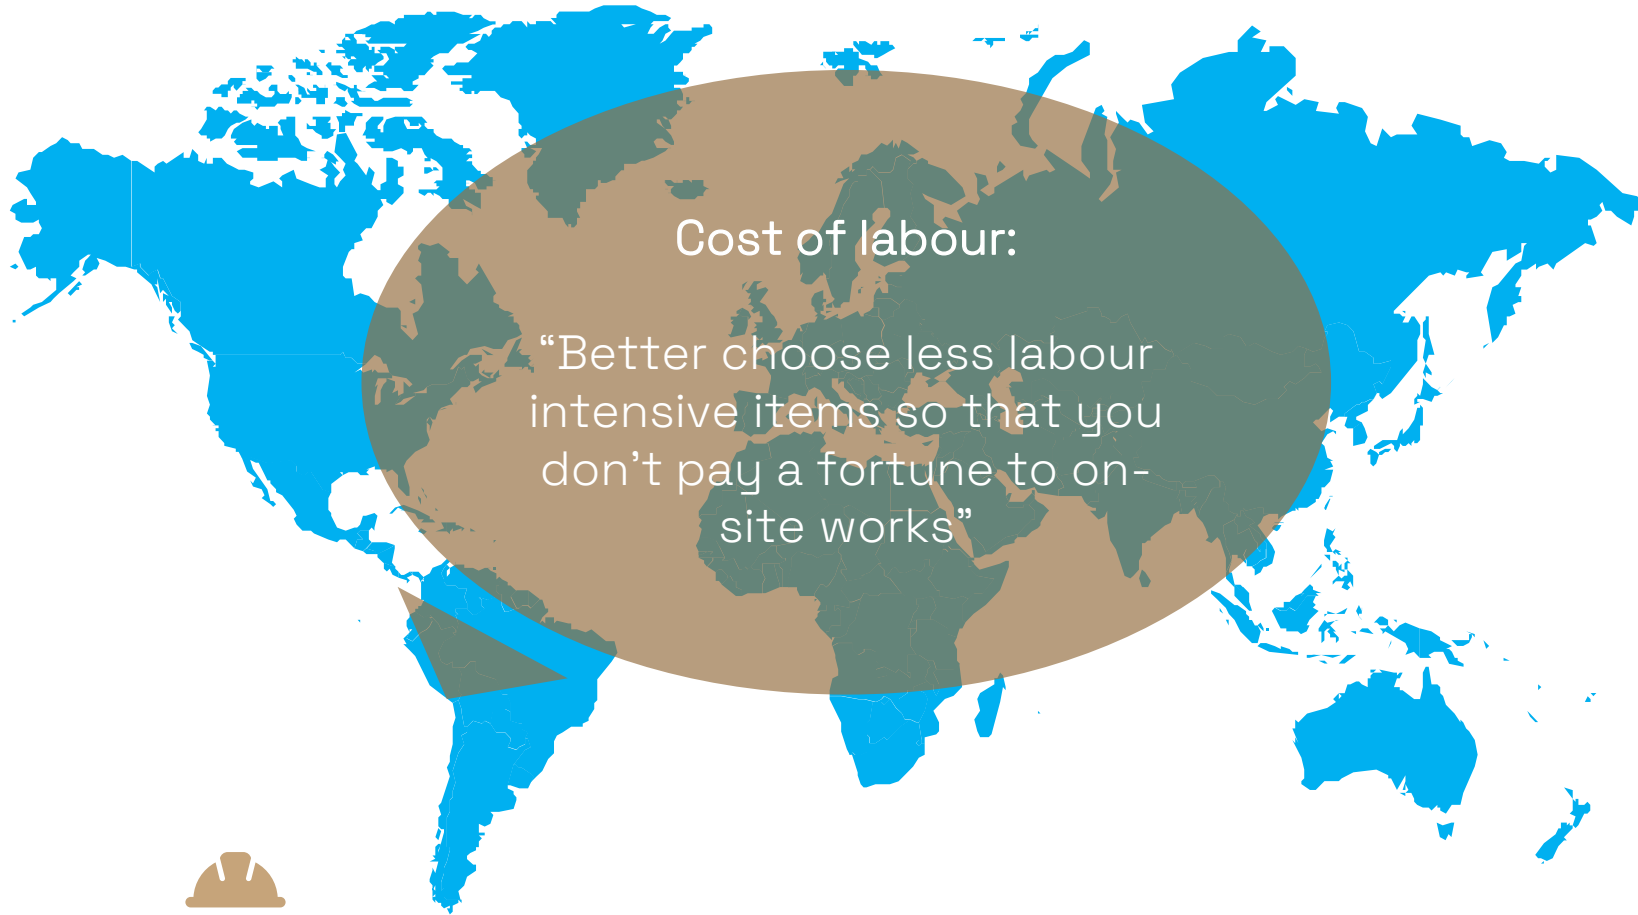 Cost of labour:
“Better choose less labour
intensive items so that you
don’t pay a fortune to on-
site works”